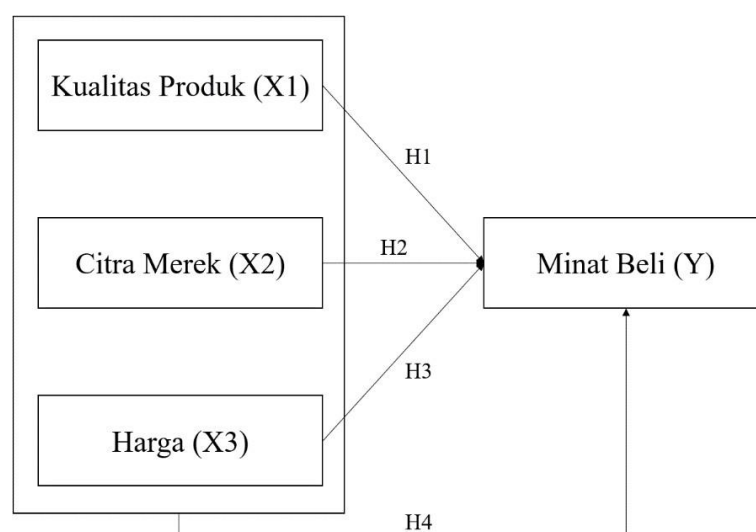 Kualitas Produk (X1)
H1
Citra Merek (X2)
H2
Minat Beli (Y)
H3
Harga (X3)
H4